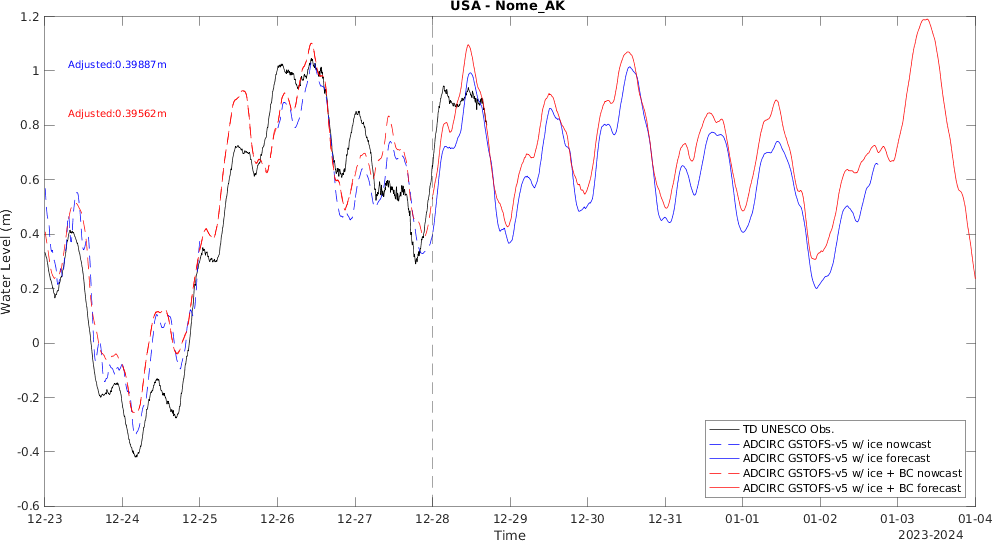 USA - Nome_AK
1.2
1
0.8
0.6
0.4
0.2
0
-0.2
-0.4
-0.6
Water Level (m)
Adjusted:0.39887m
Adjusted:0.39562m
TD UNESCO Obs.
ADCIRC GSTOFS-v5 w/ ice nowcast
ADCIRC GSTOFS-v5 w/ ice forecast
ADCIRC GSTOFS-v5 w/ ice + BC nowcast
ADCIRC GSTOFS-v5 w/ ice + BC forecast
12-23 12-24 12-25 12-26 12-27 12-28 12-29 12-30 12-31 01-01 01-02 01-03 01-04
Time
2023-2024